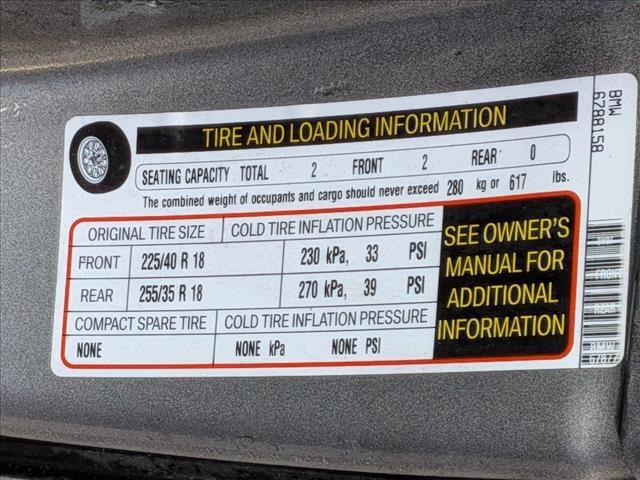 TIRE AND LOADING INFORMATION
SEATING CAPACITY TOTAL 2 FRONT 2 REAR 0
The combined weight of occupants and cargo should never exceed 280 kg or 617 lbs.
ORIGINAL TIRE SIZE COLD TIRE INFLATION PRESSURE
FRONT 225/40 R 18 230 kPa, 33 PSI
REAR 255/35 R 18 270 kPa, 39 PSI
COMPACT SPARE TIRE COLD TIRE INFLATION PRESSURE
NONE NONE kPa NONE PSI
SEE OWNER'S
MANUAL FOR
ADDITIONAL
INFORMATION
BMW
6788158
BMW